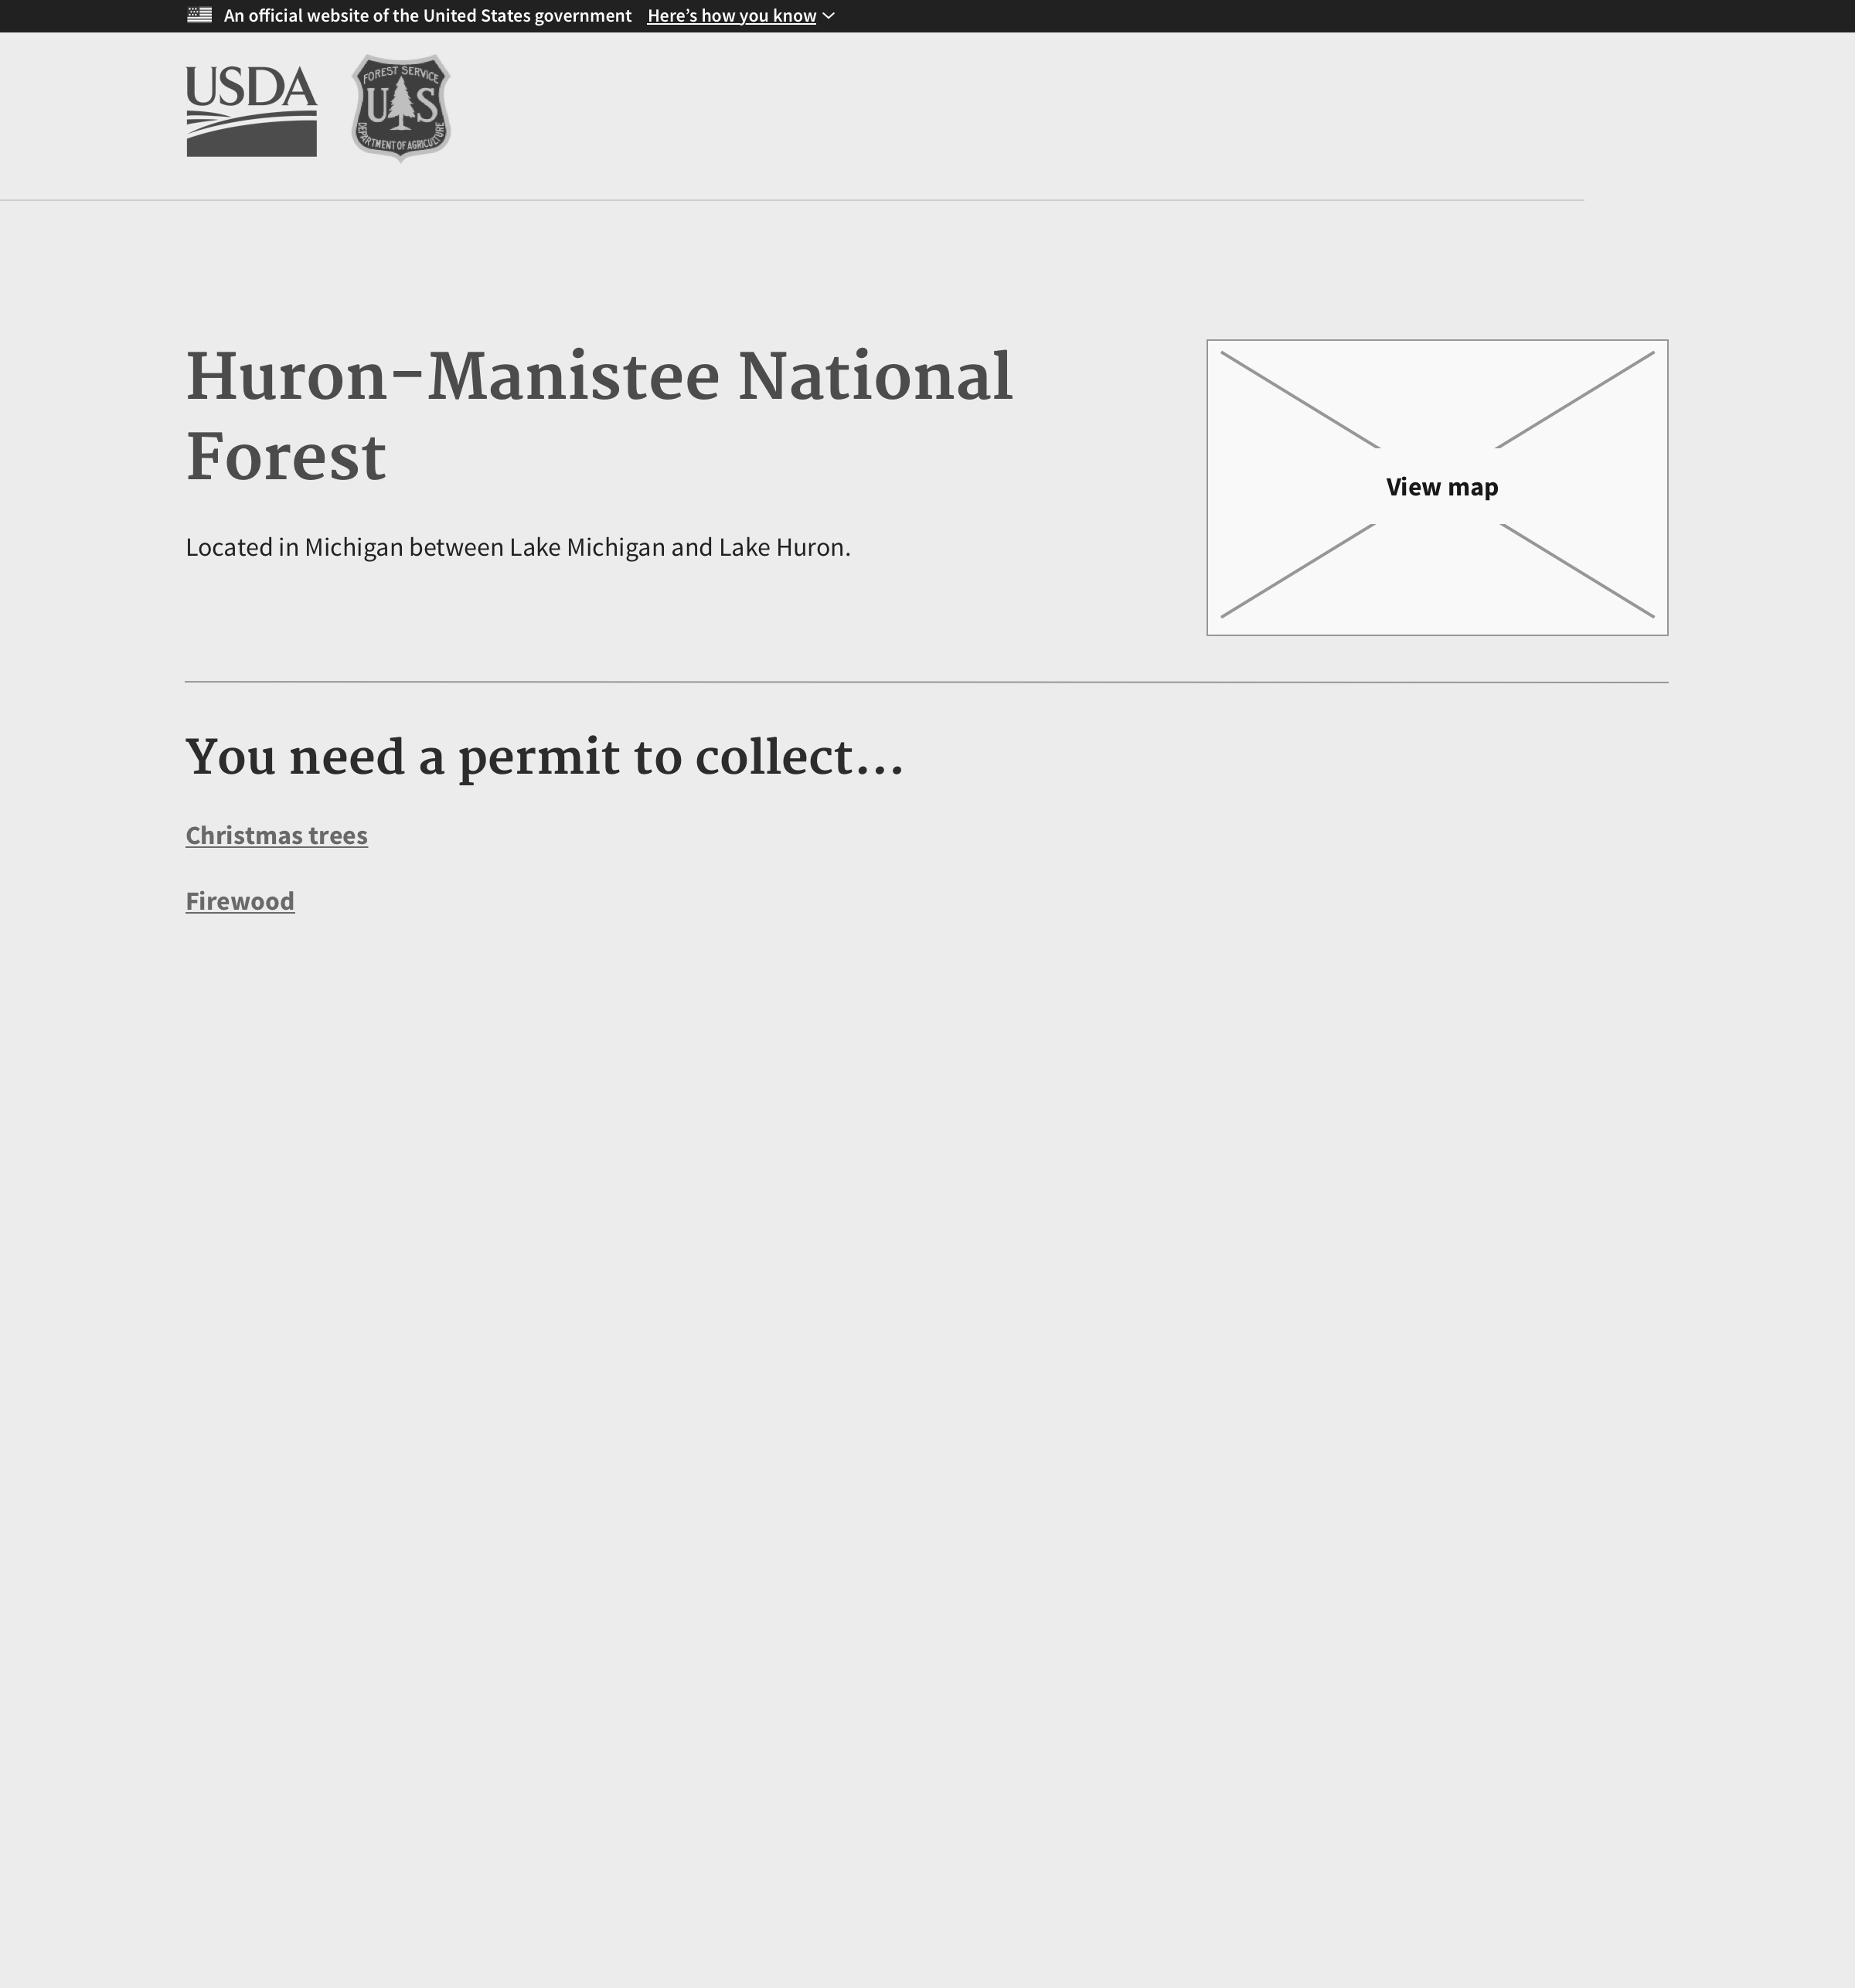 An official website of the United States government Here’s how you know
USDA
FOREST SERVICE
U S
DEPARTMENT OF AGRICULTURE
Huron-Manistee National
Forest
Located in Michigan between Lake Michigan and Lake Huron.
View map
You need a permit to collect...
Christmas trees
Firewood